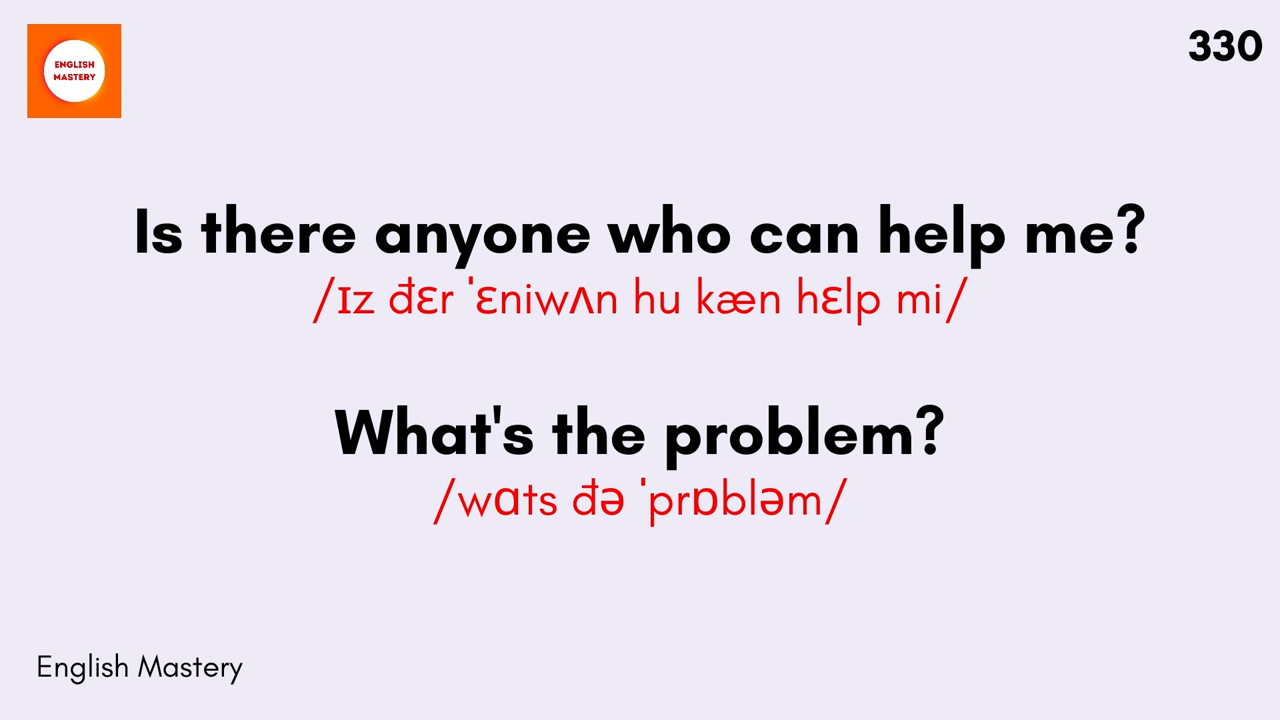 ENGLISH
MASTERY
330
Is there anyone who can help me?
/ɪz đɛr ˈɛniwʌn hu kæn hɛlp mi/
What's the problem?
/wɑts đə ˈprɒbləm/
English Mastery